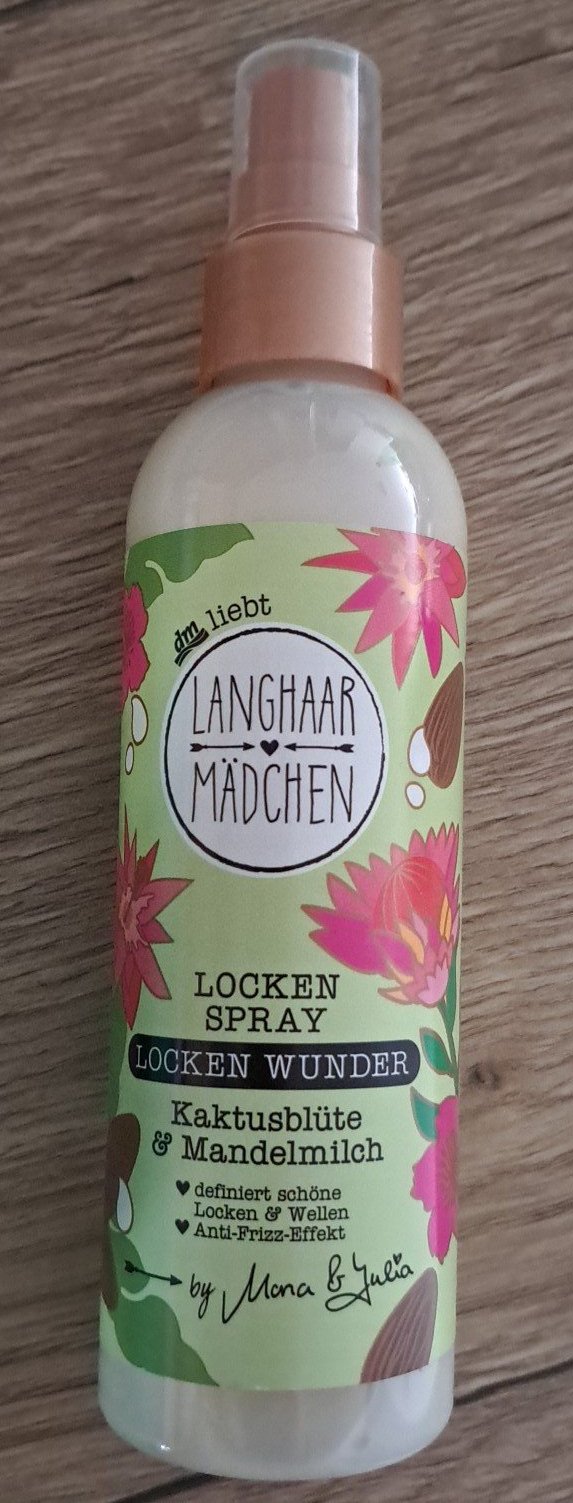 dm liebt
LANGHAAR
MÄDCHEN
LOCKEN
SPRAY
LOCKEN WUNDER
Kaktusblüte
& Mandelmilch
definiert schöne
Locken & Wellen
Anti-Frizz-Effekt
by Mona & Julia